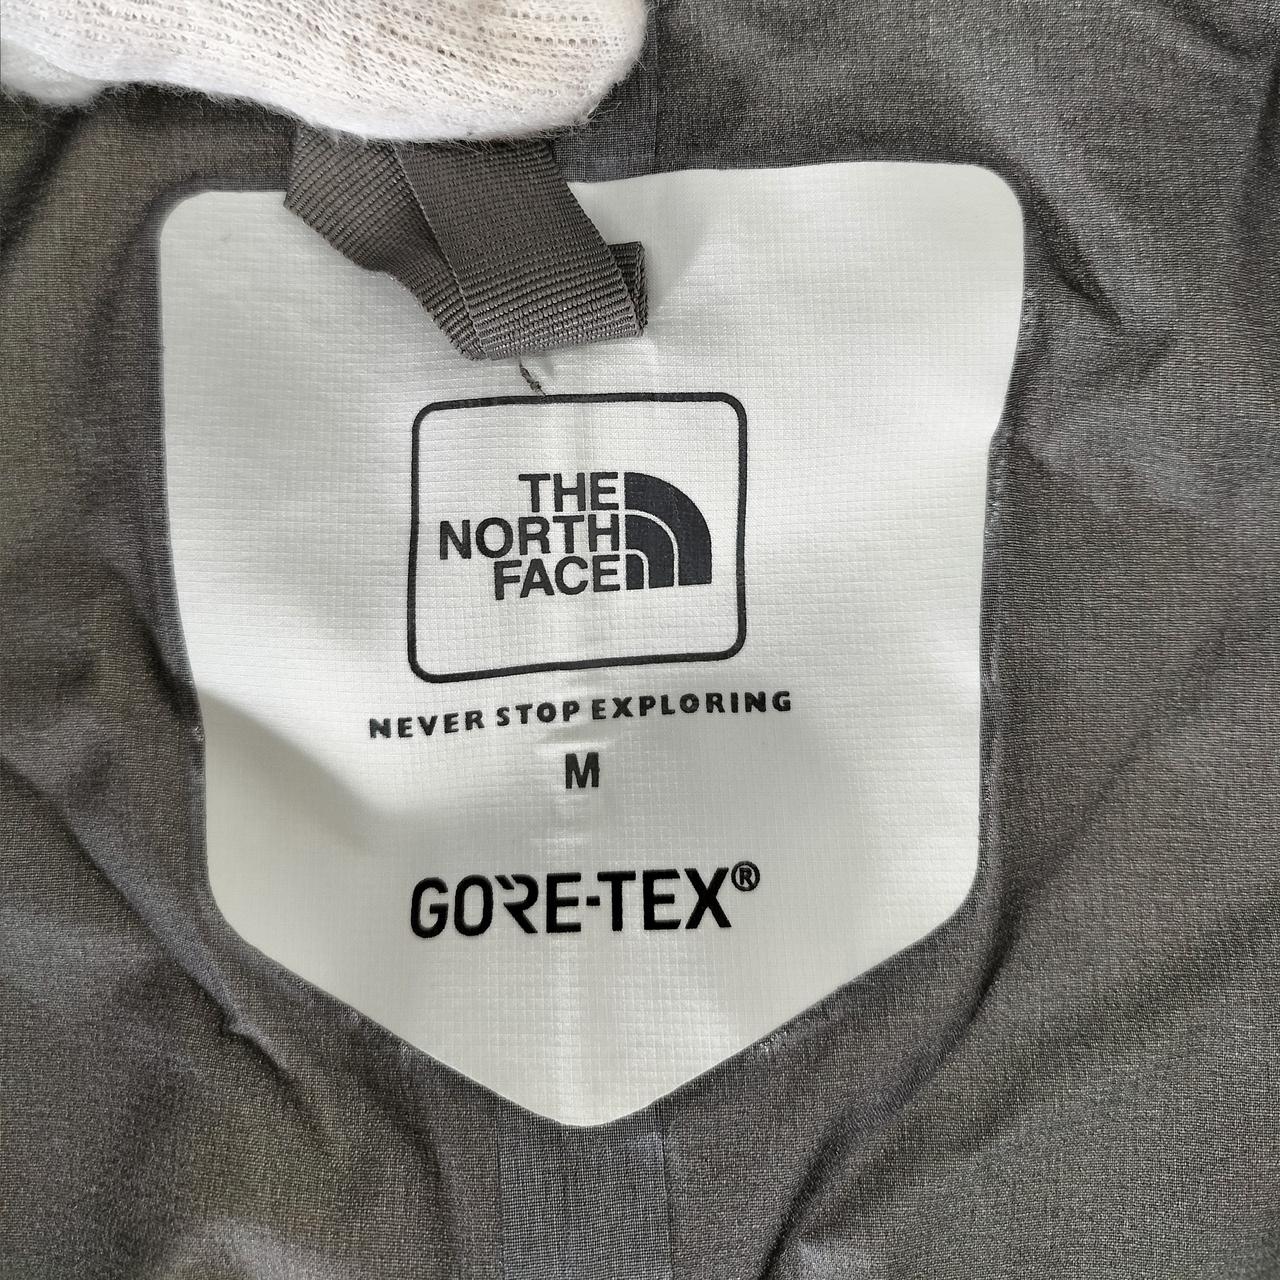 THE
NORTH
FACE
NEVER STOP EXPLORING
M
GORE-TEX®